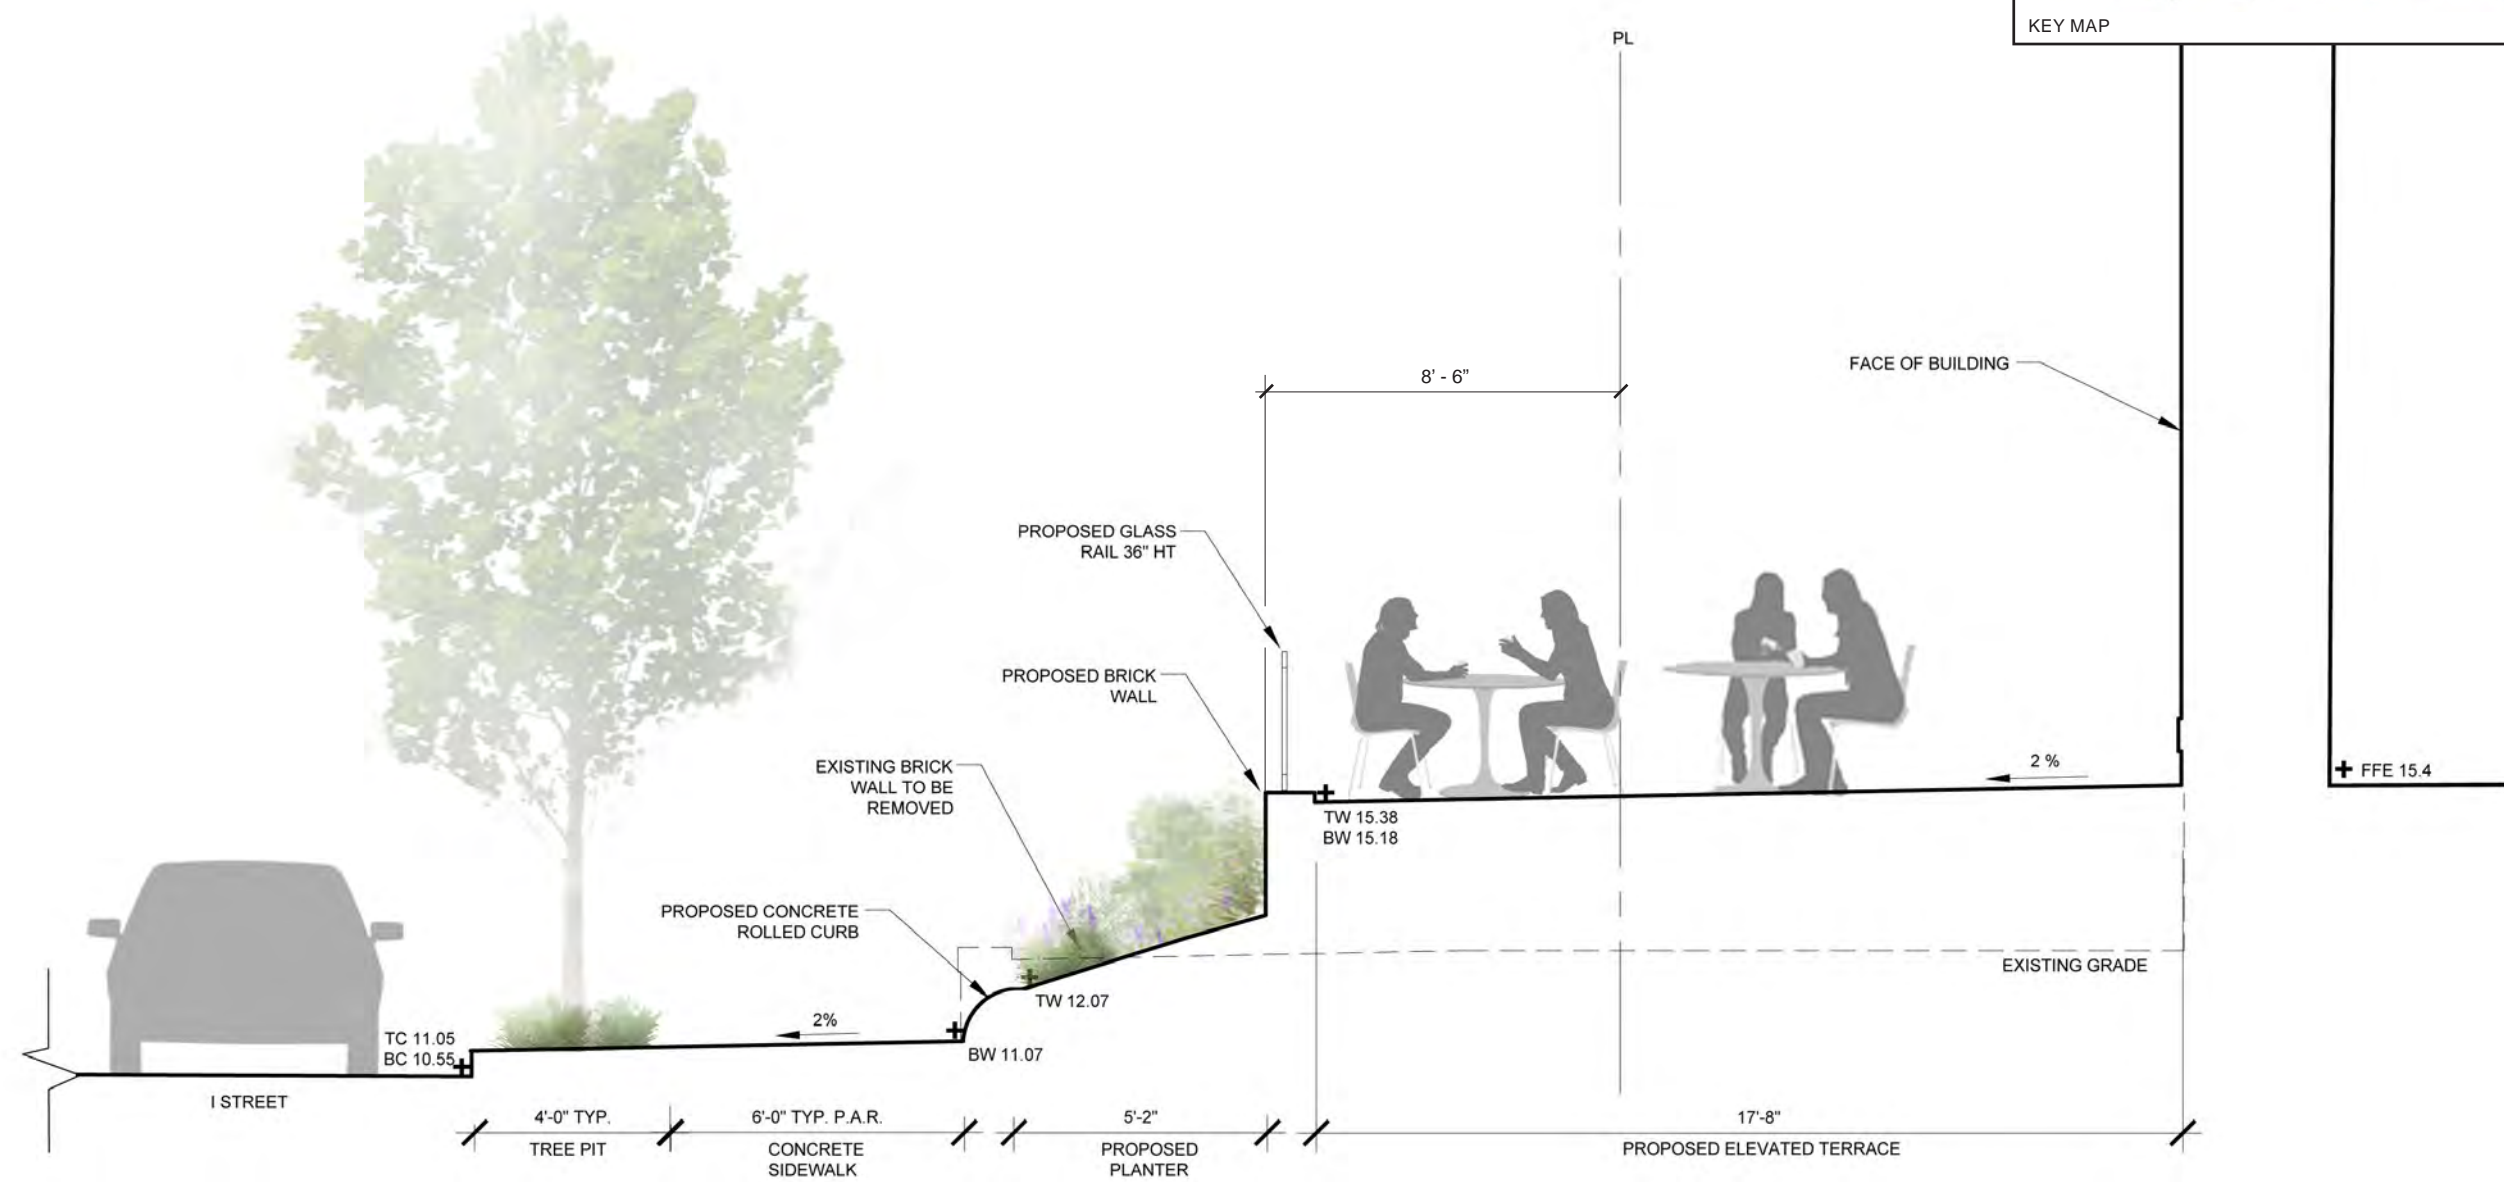 KEY MAP
PL
8’ - 6”
FACE OF BUILDING
PROPOSED GLASS
RAIL 36" HT
PROPOSED BRICK
WALL
EXISTING BRICK
WALL TO BE
REMOVED
2 %
FFE 15.4
TW 15.38
BW 15.18
PROPOSED CONCRETE
ROLLED CURB
EXISTING GRADE
TW 12.07
2%
TC 11.05
BC 10.55
BW 11.07
I STREET
4'-0" TYP.
TREE PIT
6'-0" TYP. P.A.R.
CONCRETE
SIDEWALK
5'-2"
PROPOSED
PLANTER
17'-8"
PROPOSED ELEVATED TERRACE